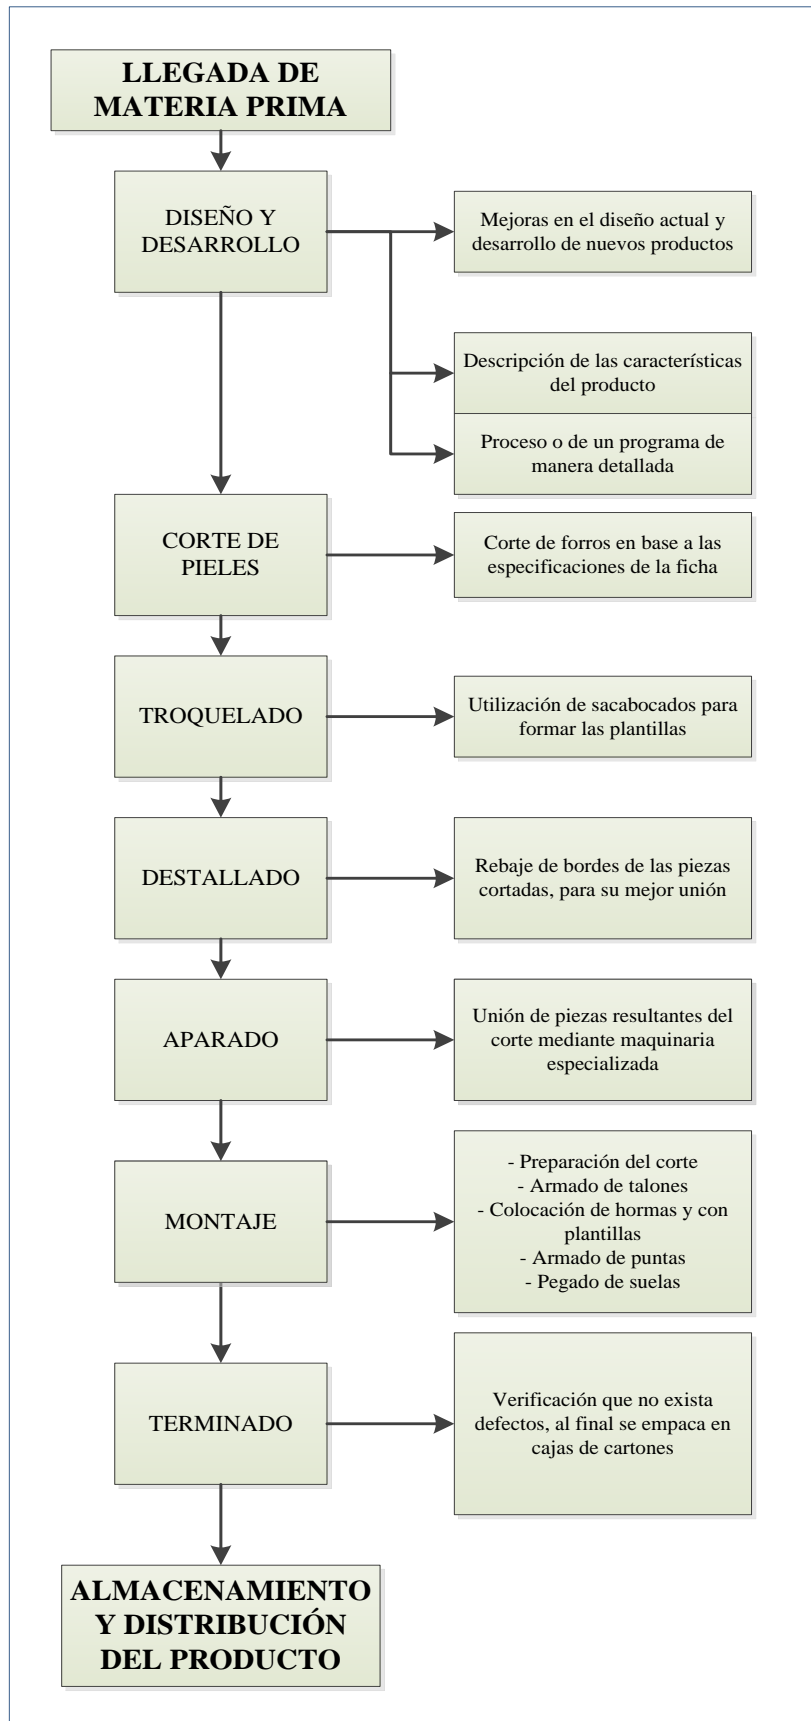 LLEGADA DE
MATERIA PRIMA
DISEÑO Y
DESARROLLO
Mejoras en el diseño actual y
desarrollo de nuevos productos
Descripción de las características
del producto
Proceso o de un programa de
manera detallada
CORTE DE
PIELES
Corte de forros en base a las
especificaciones de la ficha
TROQUELADO
Utilización de sacabocados para
formar las plantillas
DESTALLADO
Rebaje de bordes de las piezas
cortadas, para su mejor unión
APARADO
Unión de piezas resultantes del
corte mediante maquinaria
especializada
MONTAJE
- Preparación del corte
- Armado de talones
- Colocación de hormas y con
plantillas
- Armado de puntas
- Pegado de suelas
TERMINADO
Verificación que no exista
defectos, al final se empaca en
cajas de cartones
ALMACENAMIENTO
Y DISTRIBUCIÓN
DEL PRODUCTO